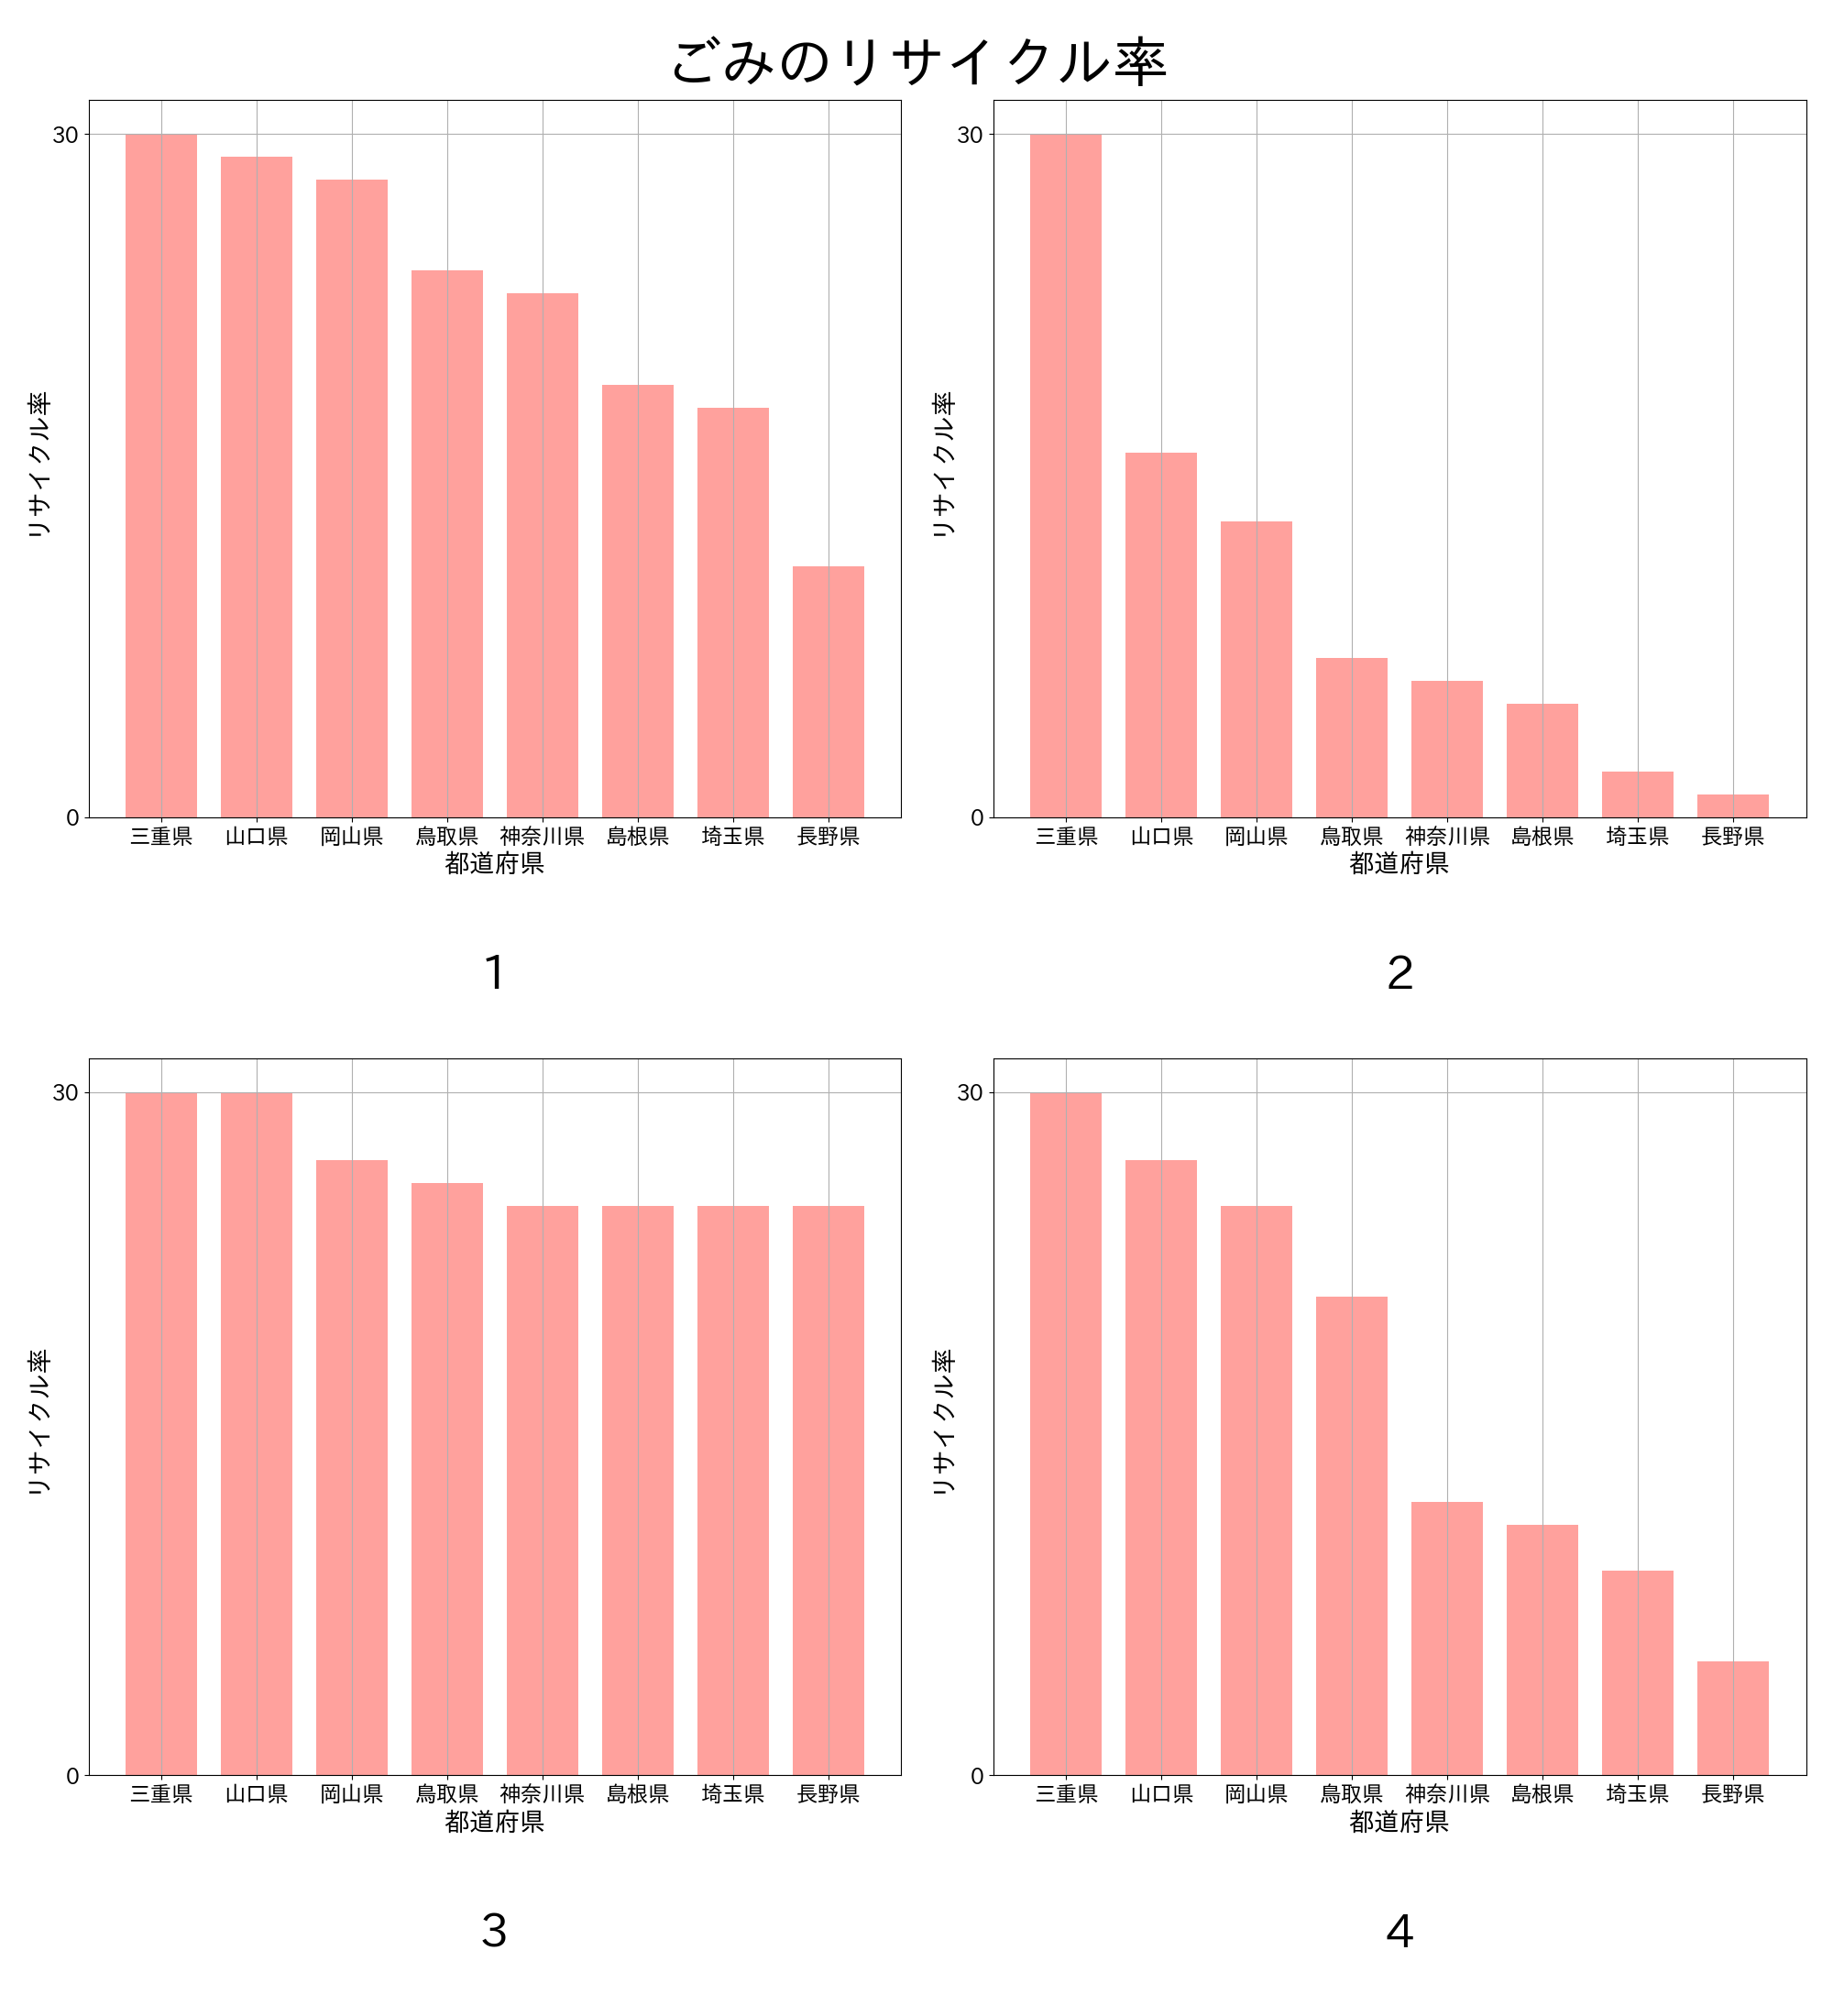 ごみのリサイクル率
30
0
リサイクル率
三重県 山口県 岡山県 鳥取県 神奈川県 島根県 埼玉県 長野県
都道府県
1
30
0
リサイクル率
三重県 山口県 岡山県 鳥取県 神奈川県 島根県 埼玉県 長野県
都道府県
2
30
0
リサイクル率
三重県 山口県 岡山県 鳥取県 神奈川県 島根県 埼玉県 長野県
都道府県
3
30
0
リサイクル率
三重県 山口県 岡山県 鳥取県 神奈川県 島根県 埼玉県 長野県
都道府県
4